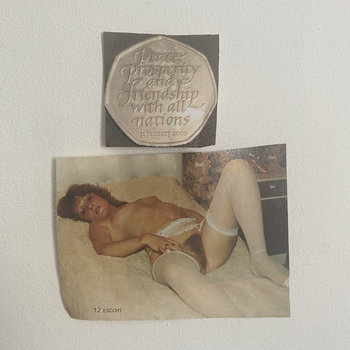 Peace,
prosperity
and
friendship
with all
nations
31 January 2020
12 ESCORT